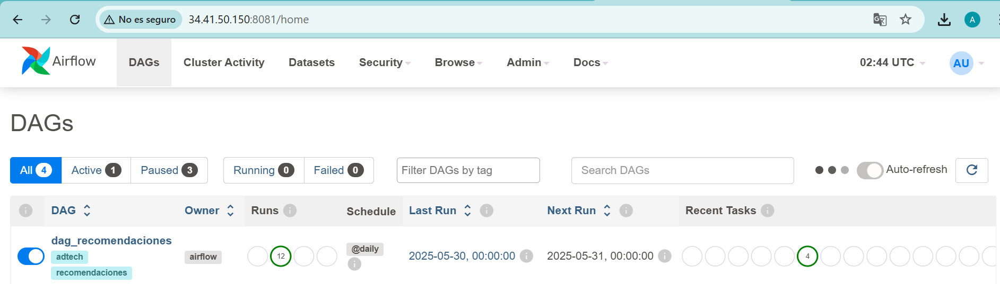 No es seguro 34.41.50.150:8081/home A
Airflow DAGs Cluster Activity Datasets Security Browse Admin Docs 02:44 UTC AU
DAGs
All 4 Active 1 Paused 3 Running 0 Failed 0 Filter DAGs by tag Search DAGs Auto-refresh
i DAG Owner Runs i Schedule Last Run i Next Run i Recent Tasks i
dag_recomendaciones
adtech
recomendaciones
airflow 12 @daily i 2025-05-30, 00:00:00 i 2025-05-31, 00:00:00 i 4